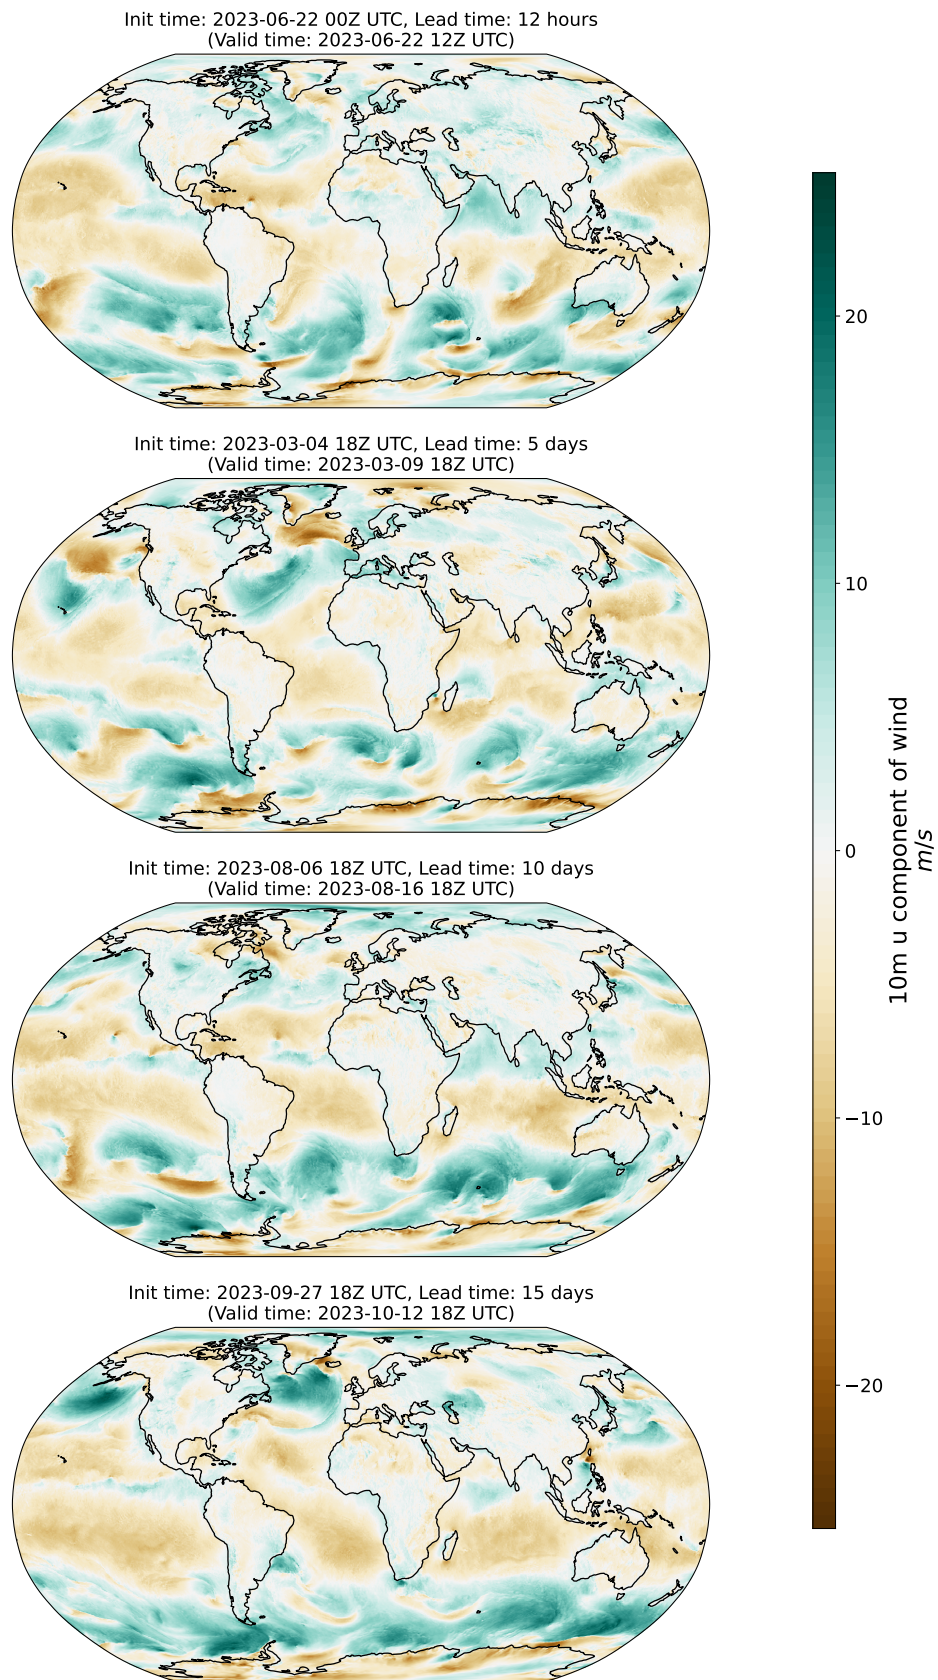 Init time: 2023-06-22 00Z UTC, Lead time: 12 hours
(Valid time: 2023-06-22 12Z UTC)
Init time: 2023-03-04 18Z UTC, Lead time: 5 days
(Valid time: 2023-03-09 18Z UTC)
Init time: 2023-08-06 18Z UTC, Lead time: 10 days
(Valid time: 2023-08-16 18Z UTC)
Init time: 2023-09-27 18Z UTC, Lead time: 15 days
(Valid time: 2023-10-12 18Z UTC)
20
10
0
−10
−20
10m u component of wind
m/s